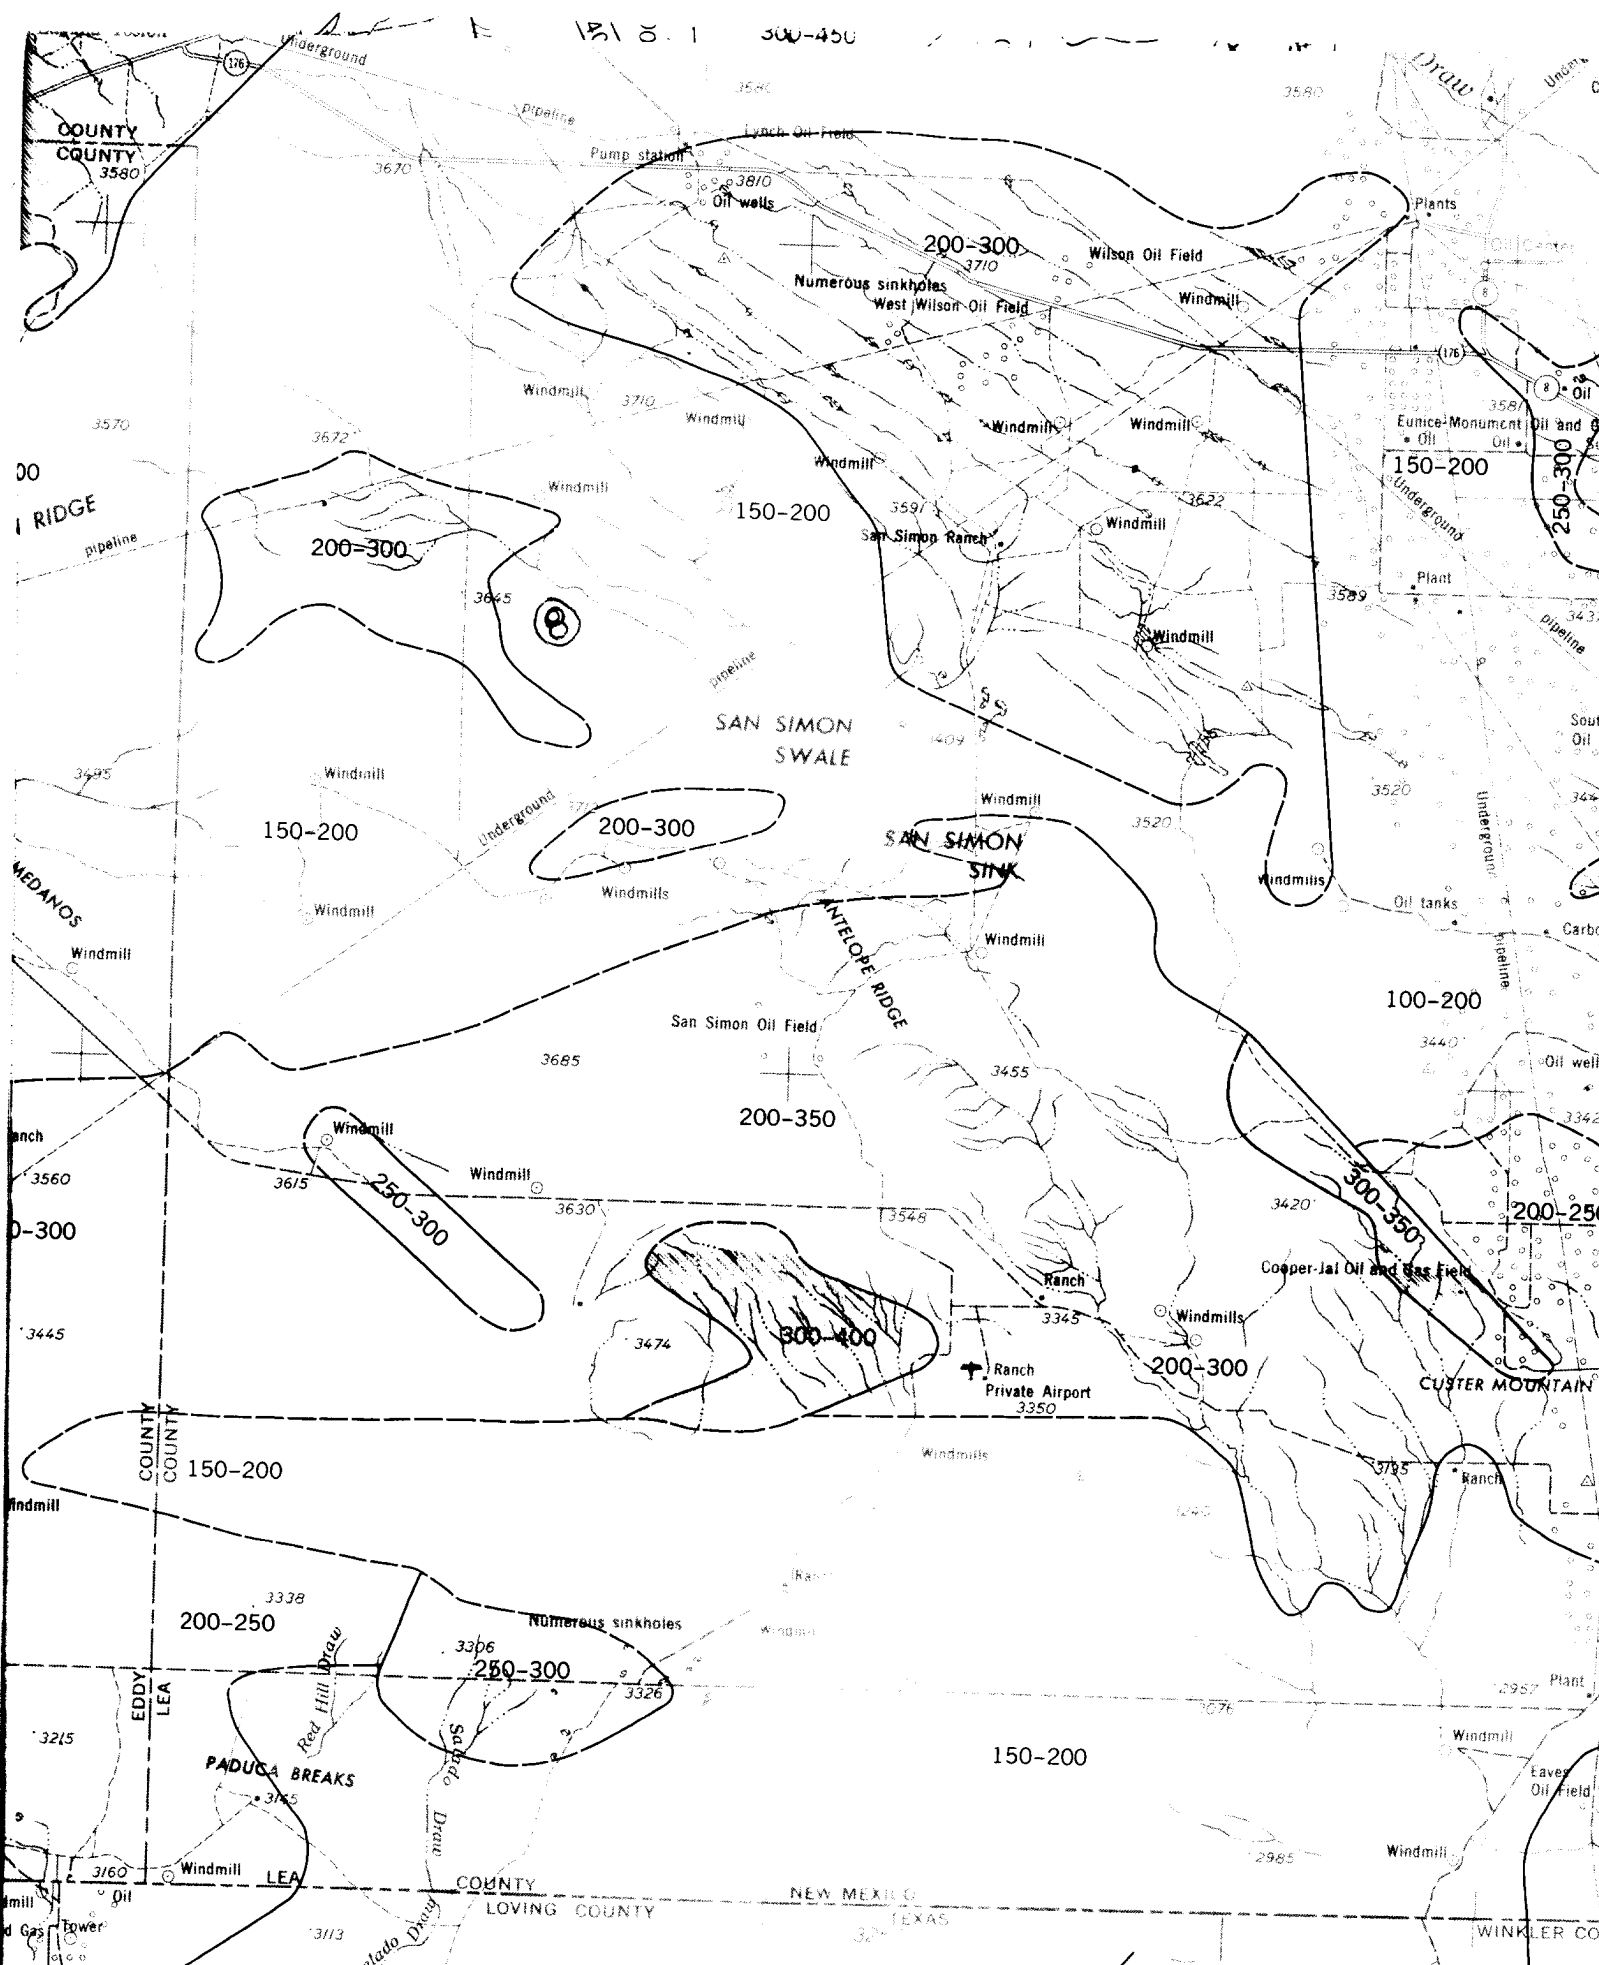 300-450
176
Underground
3580
3580
Draw
pipeline
COUNTY
COUNTY
3580
Lynch Oil Field
Pump station
3670
3810
Oil wells
Plants
200-300
3710
Wilson Oil Field
Numerous sinkholes
West Wilson Oil Field
Windmill
176
8
Oil
Windmill
3710
Windmill
3570
3672
Windmill
Windmill
Eunice-Monument Oil and
Oil
Oil
150-200
250-300
RIDGE
Windmill
Windmill
150-200
3591
3622
Windmill
Underground
pipeline
200-300
San Simon Ranch
3645
8
Plant
3589
Windmill
pipeline
pipeline
SAN SIMON
SWALE
3409
3495
Windmill
Underground
200-300
150-200
Windmill
3520
3520
Underground
SAN SIMON
SINK
MEDANOS
Windmills
Windmills
Windmill
Oil tanks
Windmill
ANTELOPE RIDGE
Windmill
pipeline
100-200
San Simon Oil Field
3685
3455
3440
200-350
3342
Windmill
3560
3615
Windmill
250-300
3630
3548
3420
300-350
200-250
Cooper-Jal Oil and Gas Field
Ranch
3445
3474
300-400
3345
Windmills
200-300
Ranch
Private Airport
3350
CUSTER MOUNTAIN
COUNTY
COUNTY
150-200
Windmills
3195
Ranch
3338
200-250
Numerous sinkholes
3306
250-300
3326
Red Hill Draw
EDDY
LEA
2957
Plant
3076
3215
PADUCA BREAKS
3165
Salado
Draw
150-200
Windmill
Eaves
Oil Field
3160
Windmill
2985
Windmill
Oil
LEA
COUNTY
NEW MEXICO
LOVING COUNTY
TEXAS
Tower
3113
WINKLER CO